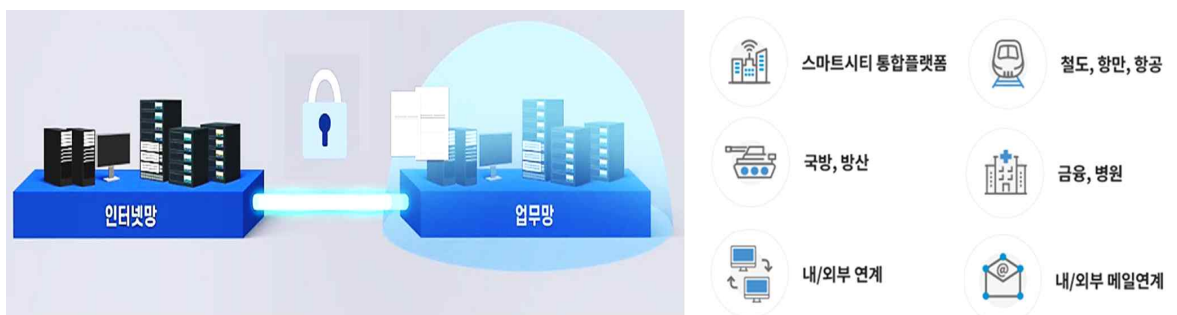 인터넷망
업무망
스마트시티 통합플랫폼
철도, 항만, 항공
국방, 방산
금융, 병원
내/외부 연계
@
내/외부 메일연계